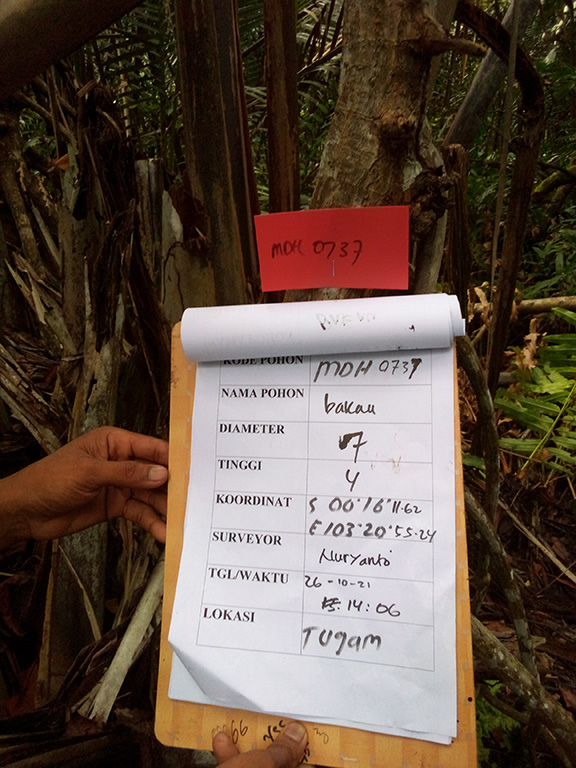 MDH 0737
KODE POHON MDH 0737
NAMA POHON bakau
DIAMETER 7
TINGGI 4
KOORDINAT S 00°16'11.62
E 103°20'55.24
SURVEYOR Nuryanto
TGL/WAKTU 26-10-21
14:06
LOKASI Tugam